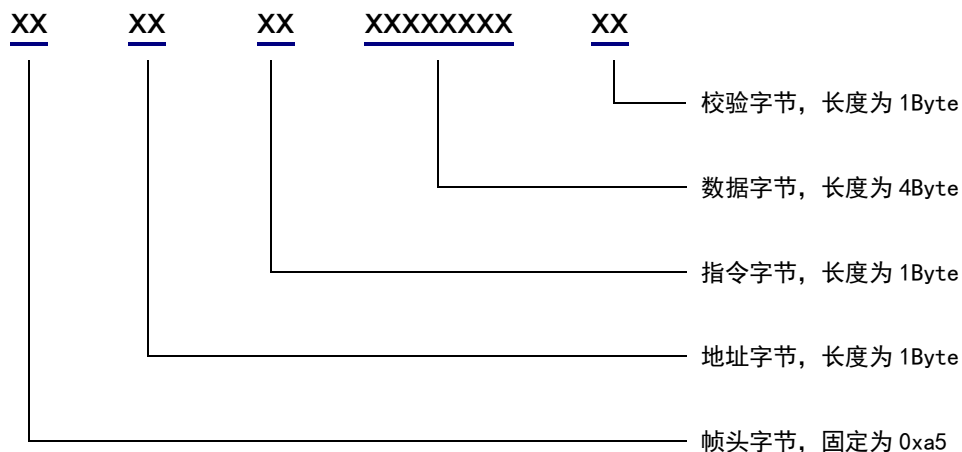 XX XX XX XXXXXXXX XX
校验字节，长度为 1Byte
数据字节，长度为 4Byte
指令字节，长度为 1Byte
地址字节，长度为 1Byte
帧头字节，固定为 0xa5